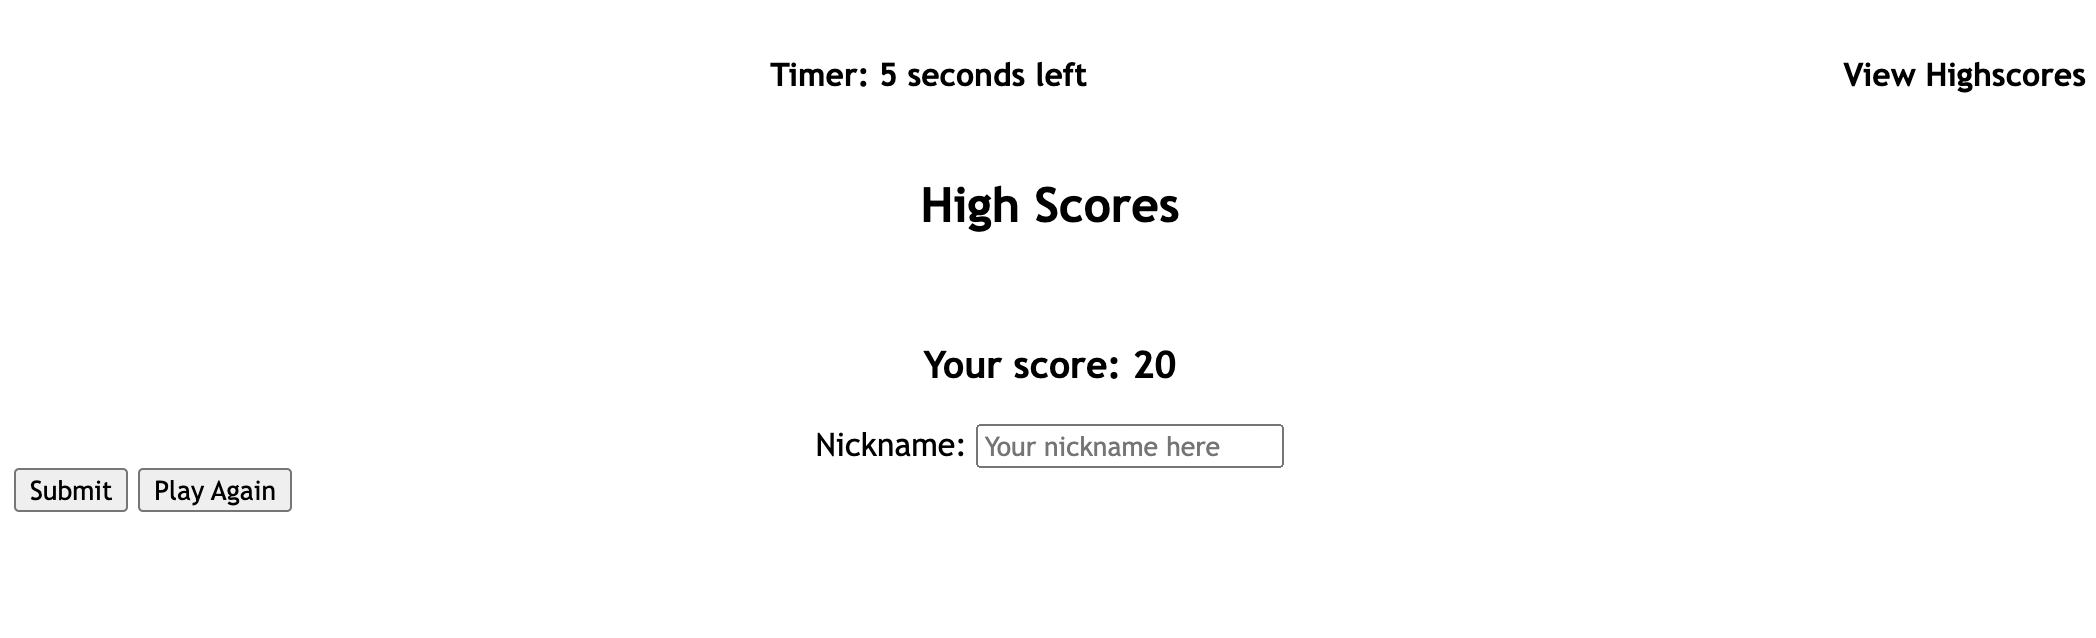 Timer: 5 seconds left
View Highscores
High Scores
Your score: 20
Nickname: Your nickname here
Submit Play Again